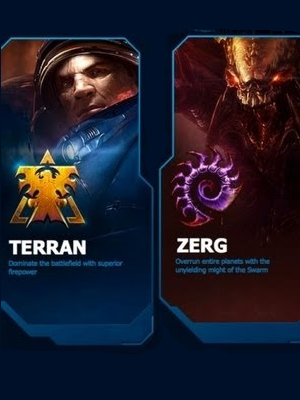 TERRAN
Dominate the battlefield with superior
firepower
ZERG
Overrun entire planets with the
unyielding might of the Swarm